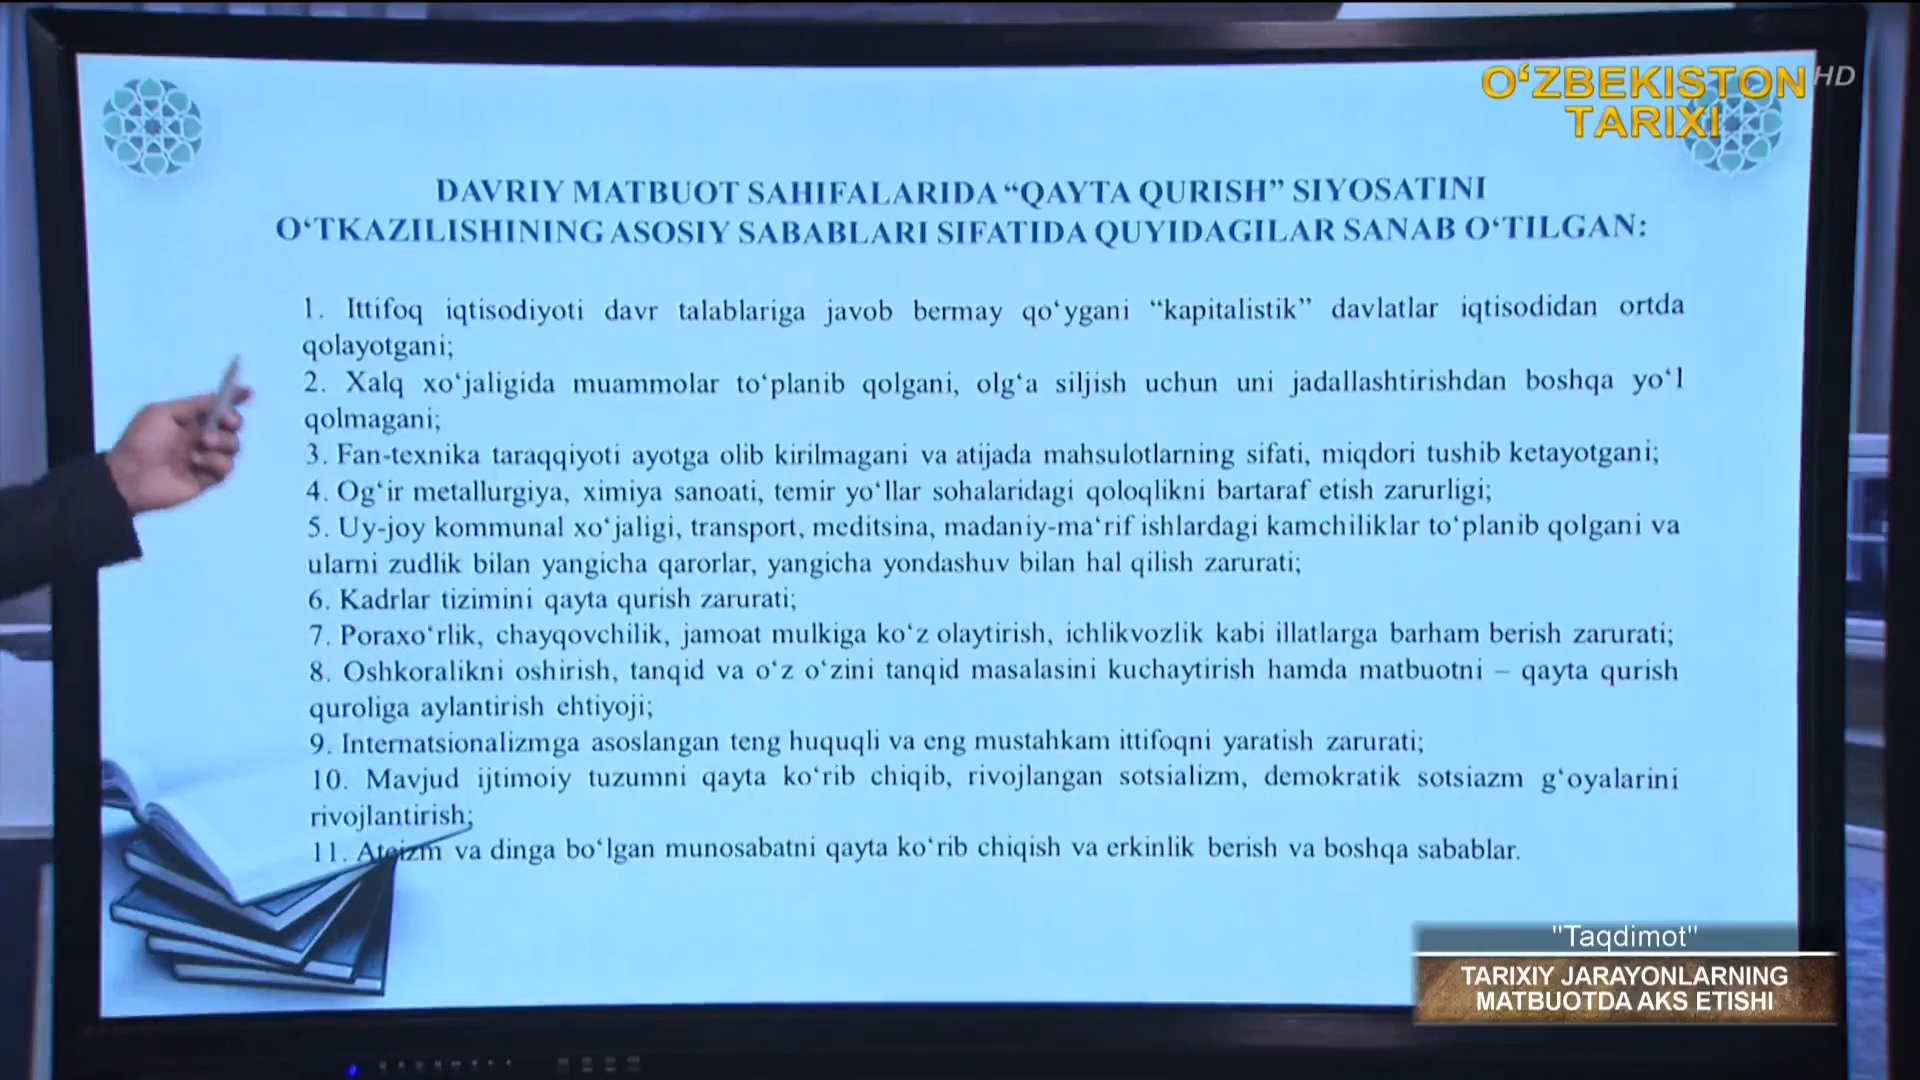 O‘ZBEKISTON HD
TARIXI
DAVRIY MATBUOT SAHIFALARIDA “QAYTA QURISH” SIYOSATINI
O‘TKAZILISHINING ASOSIY SABABLARI SIFATIDA QUYIDAGILAR SANAB O‘TILGAN:
1. Ittifoq iqtisodiyoti davr talablariga javob bermay qo‘ygani “kapitalistik” davlatlar iqtisodidan ortda
qolayotgani;
2. Xalq xo‘jaligida muammolar to‘planib qolgani, olg‘a siljish uchun uni jadallashtirishdan boshqa yo‘l
qolmagani;
3. Fan-texnika taraqqiyoti ayotga olib kirilmagani va atijada mahsulotlarning sifati, miqdori tushib ketayotgani;
4. Og‘ir metallurgiya, ximiya sanoati, temir yo‘llar sohalaridagi qoloqlikni bartaraf etish zarurligi;
5. Uy-joy kommunal xo‘jaligi, transport, meditsina, madaniy-ma‘rif ishlardagi kamchiliklar to‘planib qolgani va
ularni zudlik bilan yangicha qarorlar, yangicha yondashuv bilan hal qilish zarurati;
6. Kadrlar tizimini qayta qurish zarurati;
7. Poraxo‘rlik, chayqovchilik, jamoat mulkiga ko‘z olaytirish, ichlikvozlik kabi illatlarga barham berish zarurati;
8. Oshkoralikni oshirish, tanqid va o‘z o‘zini tanqid masalasini kuchaytirish hamda matbuotni – qayta qurish
quroliga aylantirish ehtiyoji;
9. Internatsionalizmga asoslangan teng huquqli va eng mustahkam ittifoqni yaratish zarurati;
10. Mavjud ijtimoiy tuzumni qayta ko‘rib chiqib, rivojlangan sotsializm, demokratik sotsiazm g‘oyalarini
rivojlantirish;
11. Ateizm va dinga bo‘lgan munosabatni qayta ko‘rib chiqish va erkinlik berish va boshqa sabablar.
"Taqdimot"
TARIXIY JARAYONLARNING
MATBUOTDA AKS ETISHI